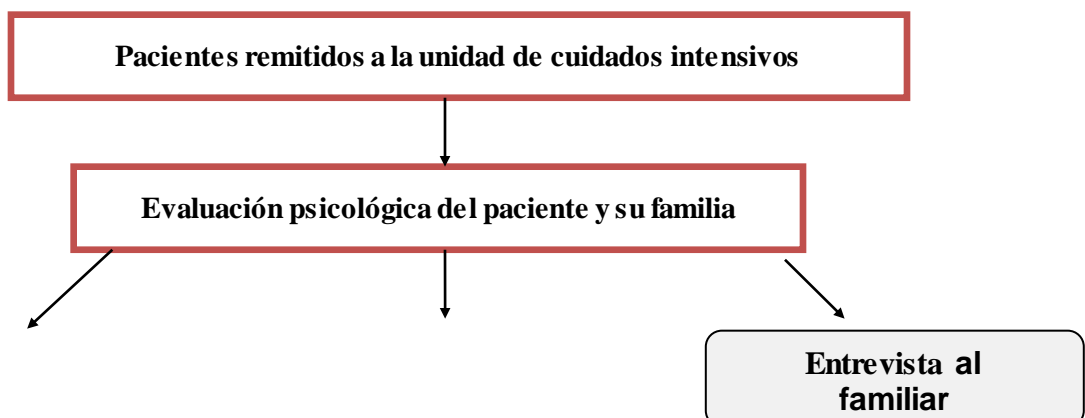 Pacientes remitidos a la unidad de cuidados intensivos
Evaluación psicológica del paciente y su familia
Entrevista al
familiar